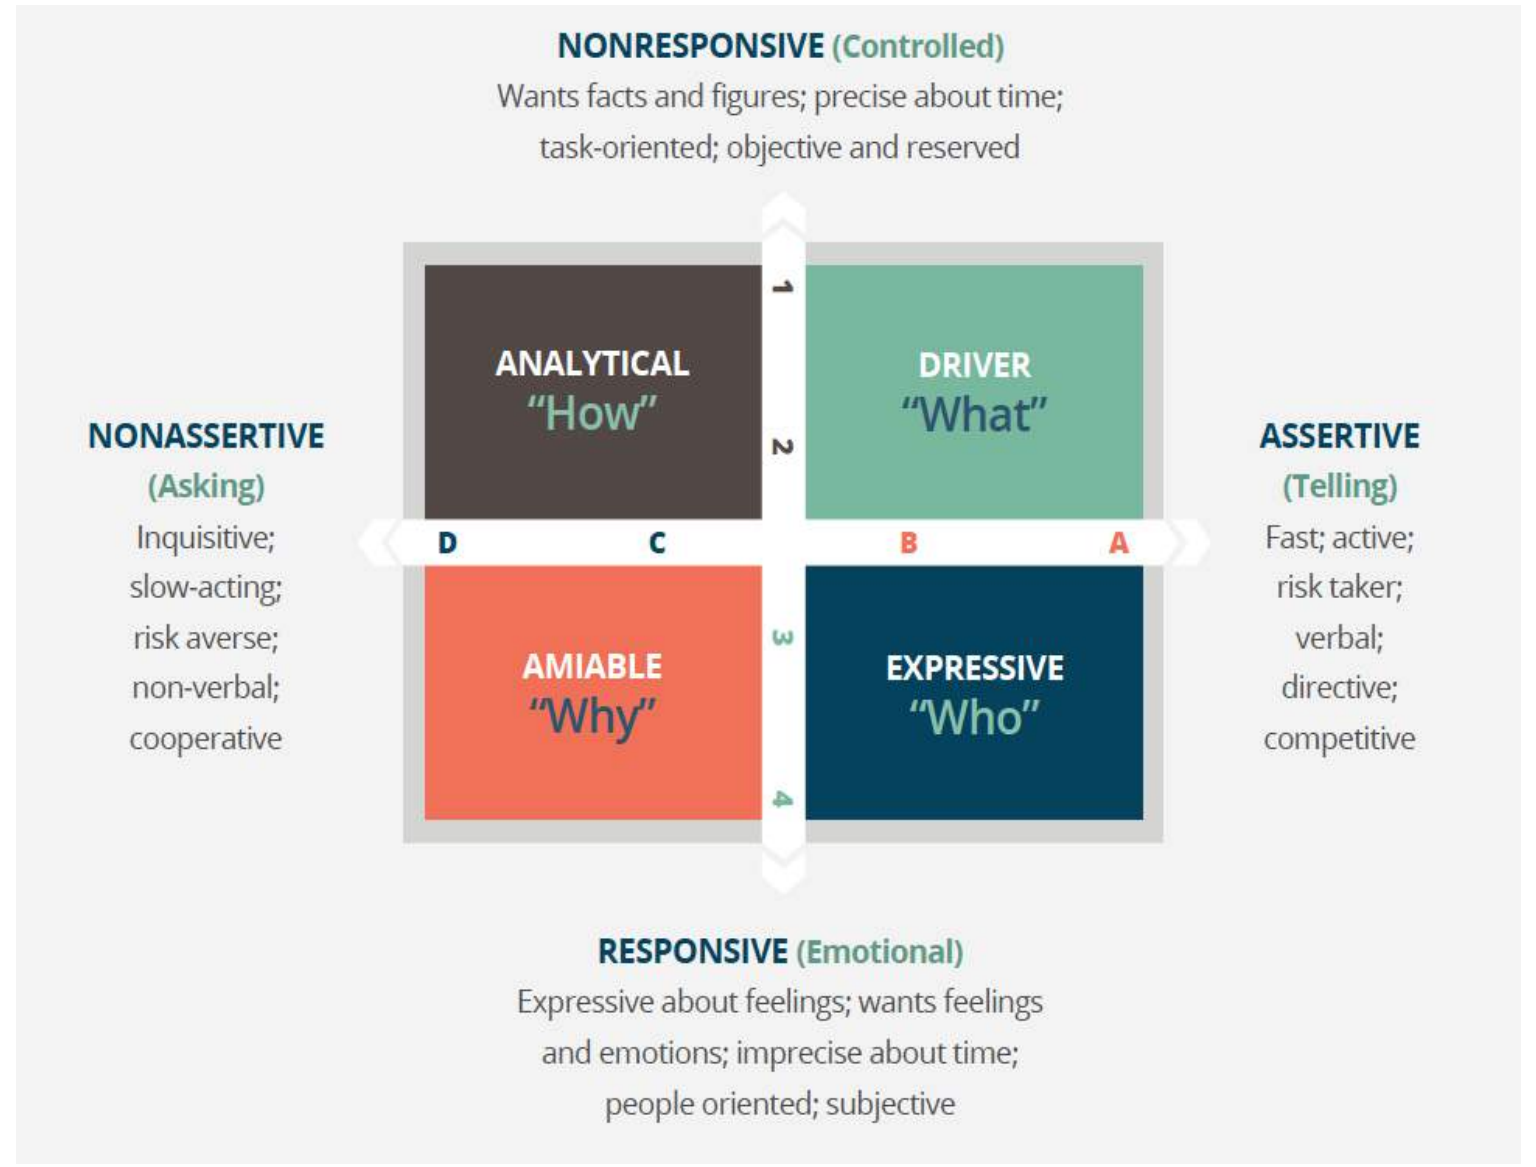 NONRESPONSIVE (Controlled)
Wants facts and figures; precise about time;
task-oriented; objective and reserved
1
ANALYTICAL
“How”
DRIVER
“What”
2
NONASSERTIVE
(Asking)
Inquisitive;
slow-acting;
risk averse;
non-verbal;
cooperative
ASSERTIVE
(Telling)
Fast; active;
risk taker;
verbal;
directive;
competitive
D C B A
3
AMIABLE
“Why”
EXPRESSIVE
“Who”
4
RESPONSIVE (Emotional)
Expressive about feelings; wants feelings
and emotions; imprecise about time;
people oriented; subjective